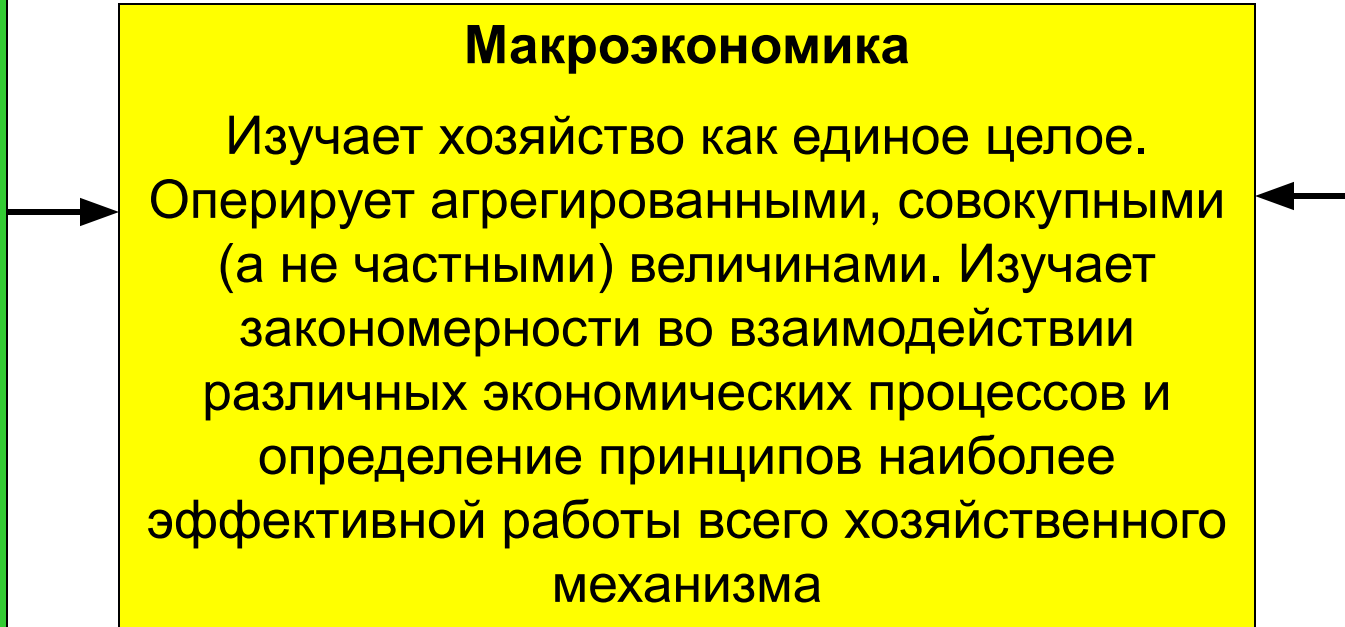 Макроэкономика
Изучает хозяйство как единое целое.
Оперирует агрегированными, совокупными
(а не частными) величинами. Изучает
закономерности во взаимодействии
различных экономических процессов и
определение принципов наиболее
эффективной работы всего хозяйственного
механизма